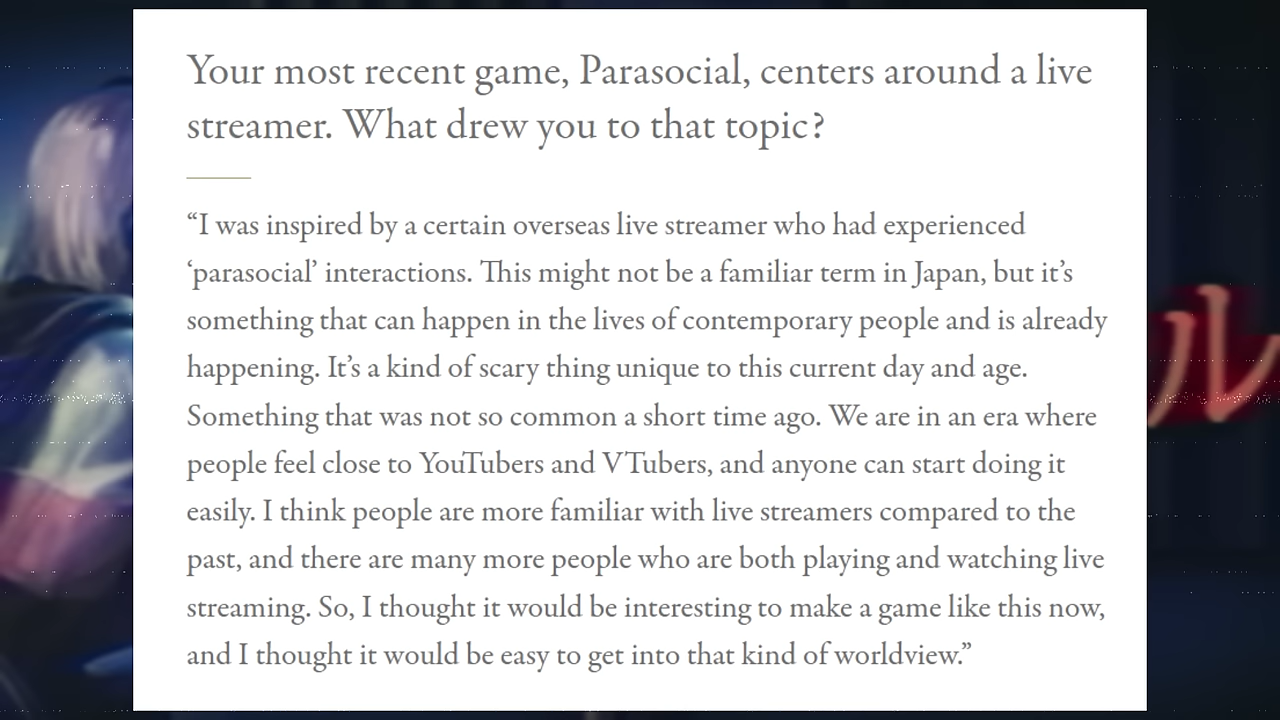 Your most recent game, Parasocial, centers around a live
streamer. What drew you to that topic?
“I was inspired by a certain overseas live streamer who had experienced
‘parasocial’ interactions. This might not be a familiar term in Japan, but it’s
something that can happen in the lives of contemporary people and is already
happening. It’s a kind of scary thing unique to this current day and age.
Something that was not so common a short time ago. We are in an era where
people feel close to YouTubers and VTubers, and anyone can start doing it
easily. I think people are more familiar with live streamers compared to the
past, and there are many more people who are both playing and watching live
streaming. So, I thought it would be interesting to make a game like this now,
and I thought it would be easy to get into that kind of worldview.”
ル